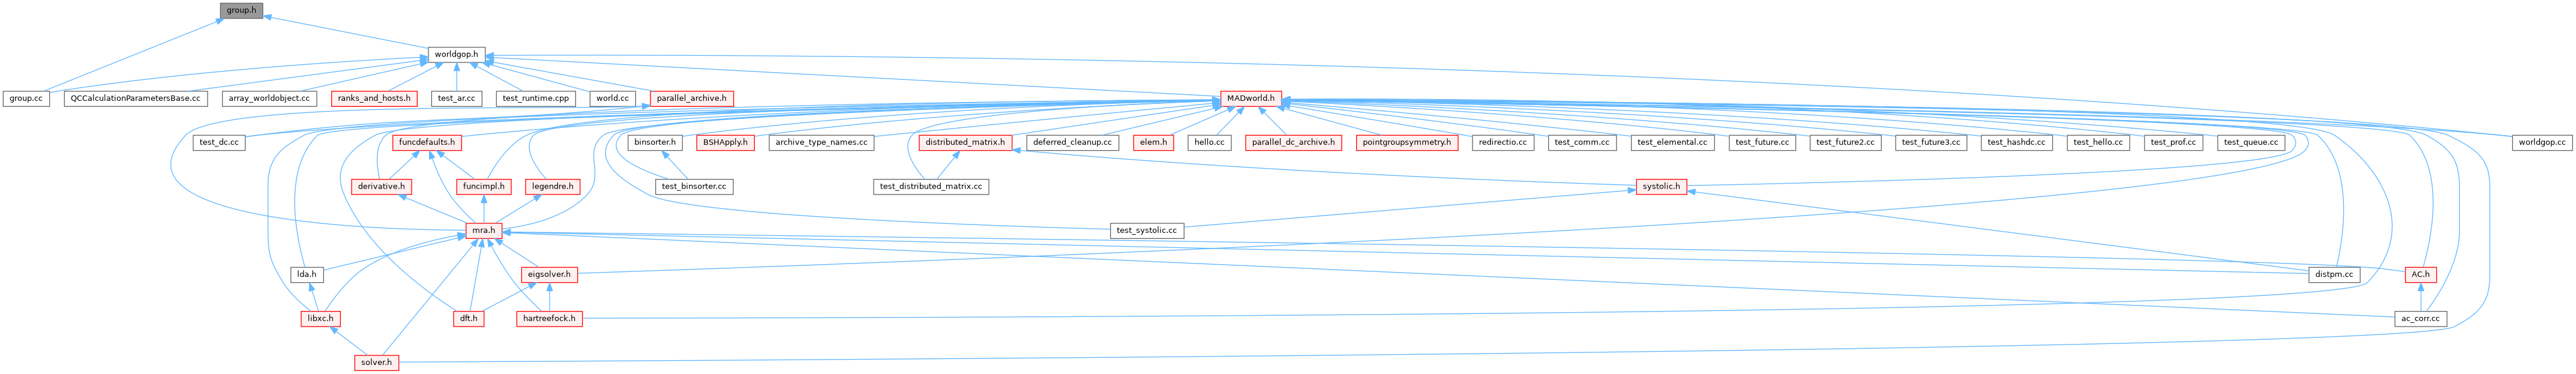 group.h
worldgop.h
group.cc
QCCalculationParametersBase.cc
array_worldobject.cc
ranks_and_hosts.h
test_ar.cc
test_runtime.cpp
world.cc
parallel_archive.h
MADworld.h
test_dc.cc
funcdefaults.h
binsorter.h
BSHApply.h
archive_type_names.cc
distributed_matrix.h
deferred_cleanup.cc
elem.h
hello.cc
parallel_dc_archive.h
pointgroupsymmetry.h
redirectio.cc
test_comm.cc
test_elemental.cc
test_future.cc
test_future2.cc
test_future3.cc
test_hashdc.cc
test_hello.cc
test_prof.cc
test_queue.cc
worldgop.cc
derivative.h
funcimpl.h
legendre.h
test_binsorter.cc
test_distributed_matrix.cc
systolic.h
mra.h
test_systolic.cc
lda.h
eigsolver.h
distpm.cc
AC.h
libxc.h
dft.h
hartreefock.h
ac_corr.cc
solver.h